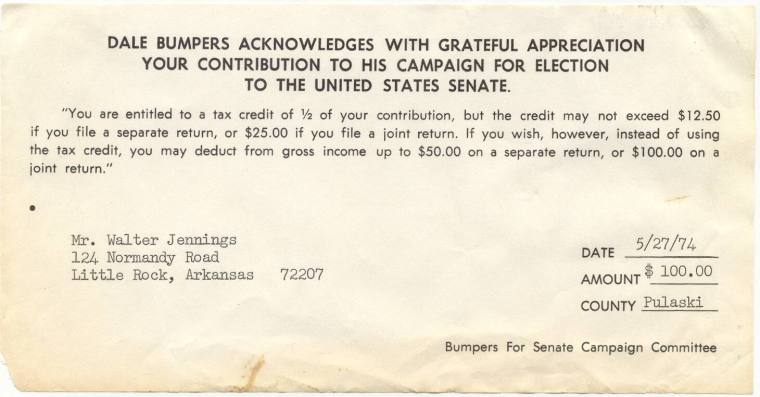 DALE BUMPERS ACKNOWLEDGES WITH GRATEFUL APPRECIATION
YOUR CONTRIBUTION TO HIS CAMPAIGN FOR ELECTION
TO THE UNITED STATES SENATE.
"You are entitled to a tax credit of ½ of your contribution, but the credit may not exceed $12.50
if you file a separate return, or $25.00 if you file a joint return. If you wish, however, instead of using
the tax credit, you may deduct from gross income up to $50.00 on a separate return, or $100.00 on a
joint return."
Mr. Walter Jennings
124 Normandy Road
Little Rock, Arkansas 72207
DATE 5/27/74
AMOUNT $ 100.00
COUNTY Pulaski
Bumpers For Senate Campaign Committee